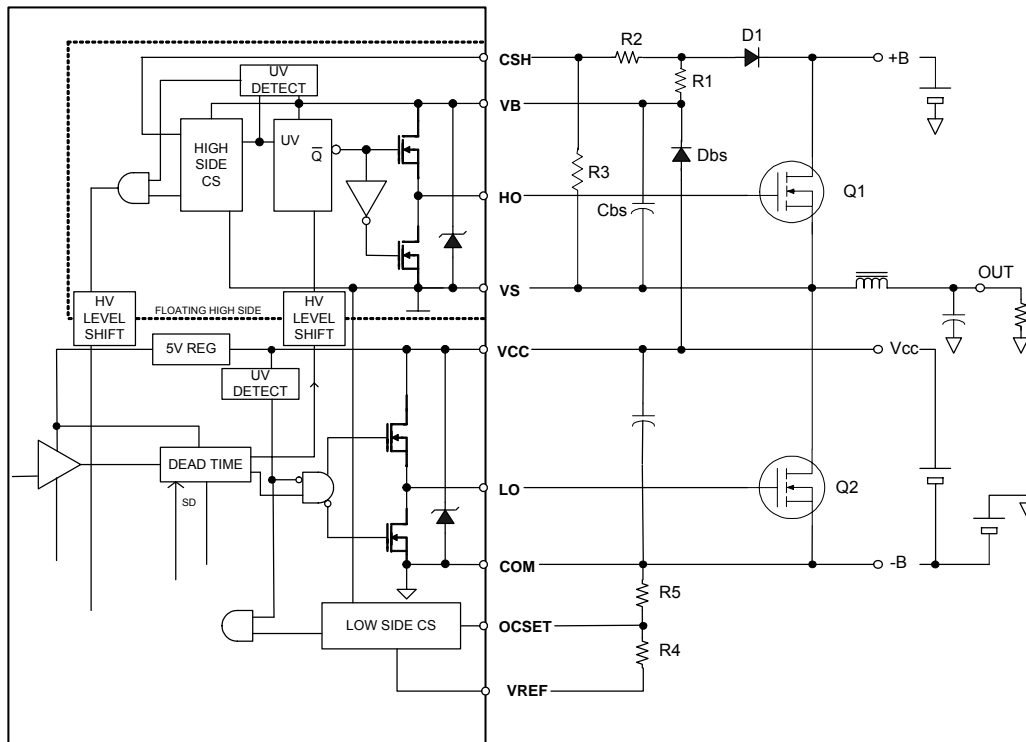 CSH
R2
D1
+B
UV
DETECT
R1
VB
HIGH
SIDE
CS
UV
Q
Dbs
R3
HO
Q1
Cbs
OUT
VS
HV
LEVEL
SHIFT
FLOATING HIGH SIDE
HV
LEVEL
SHIFT
5V REG
VCC
Vcc
UV
DETECT
DEAD TIME
SD
LO
Q2
COM
-B
R5
LOW SIDE CS
OCSET
R4
VREF